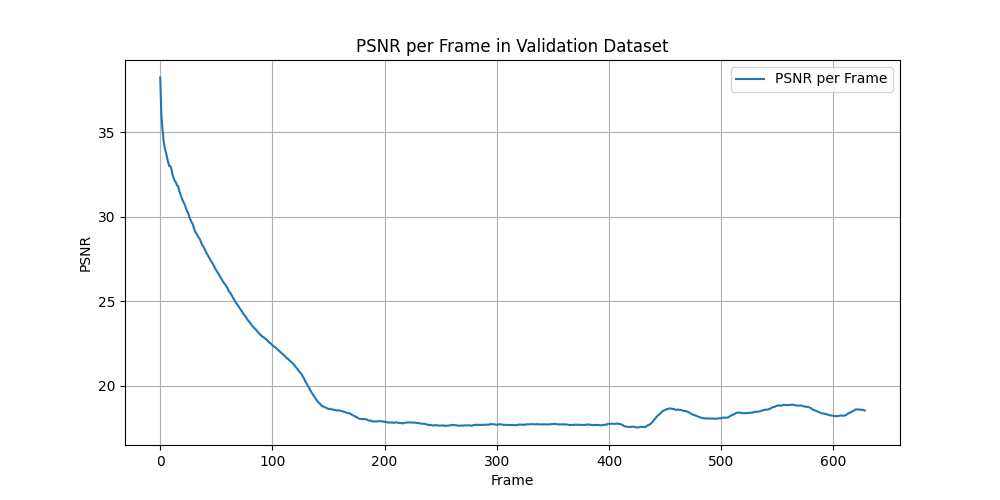 PSNR per Frame in Validation Dataset
PSNR per Frame
PSNR
35
30
25
20
0 100 200 300 400 500 600
Frame